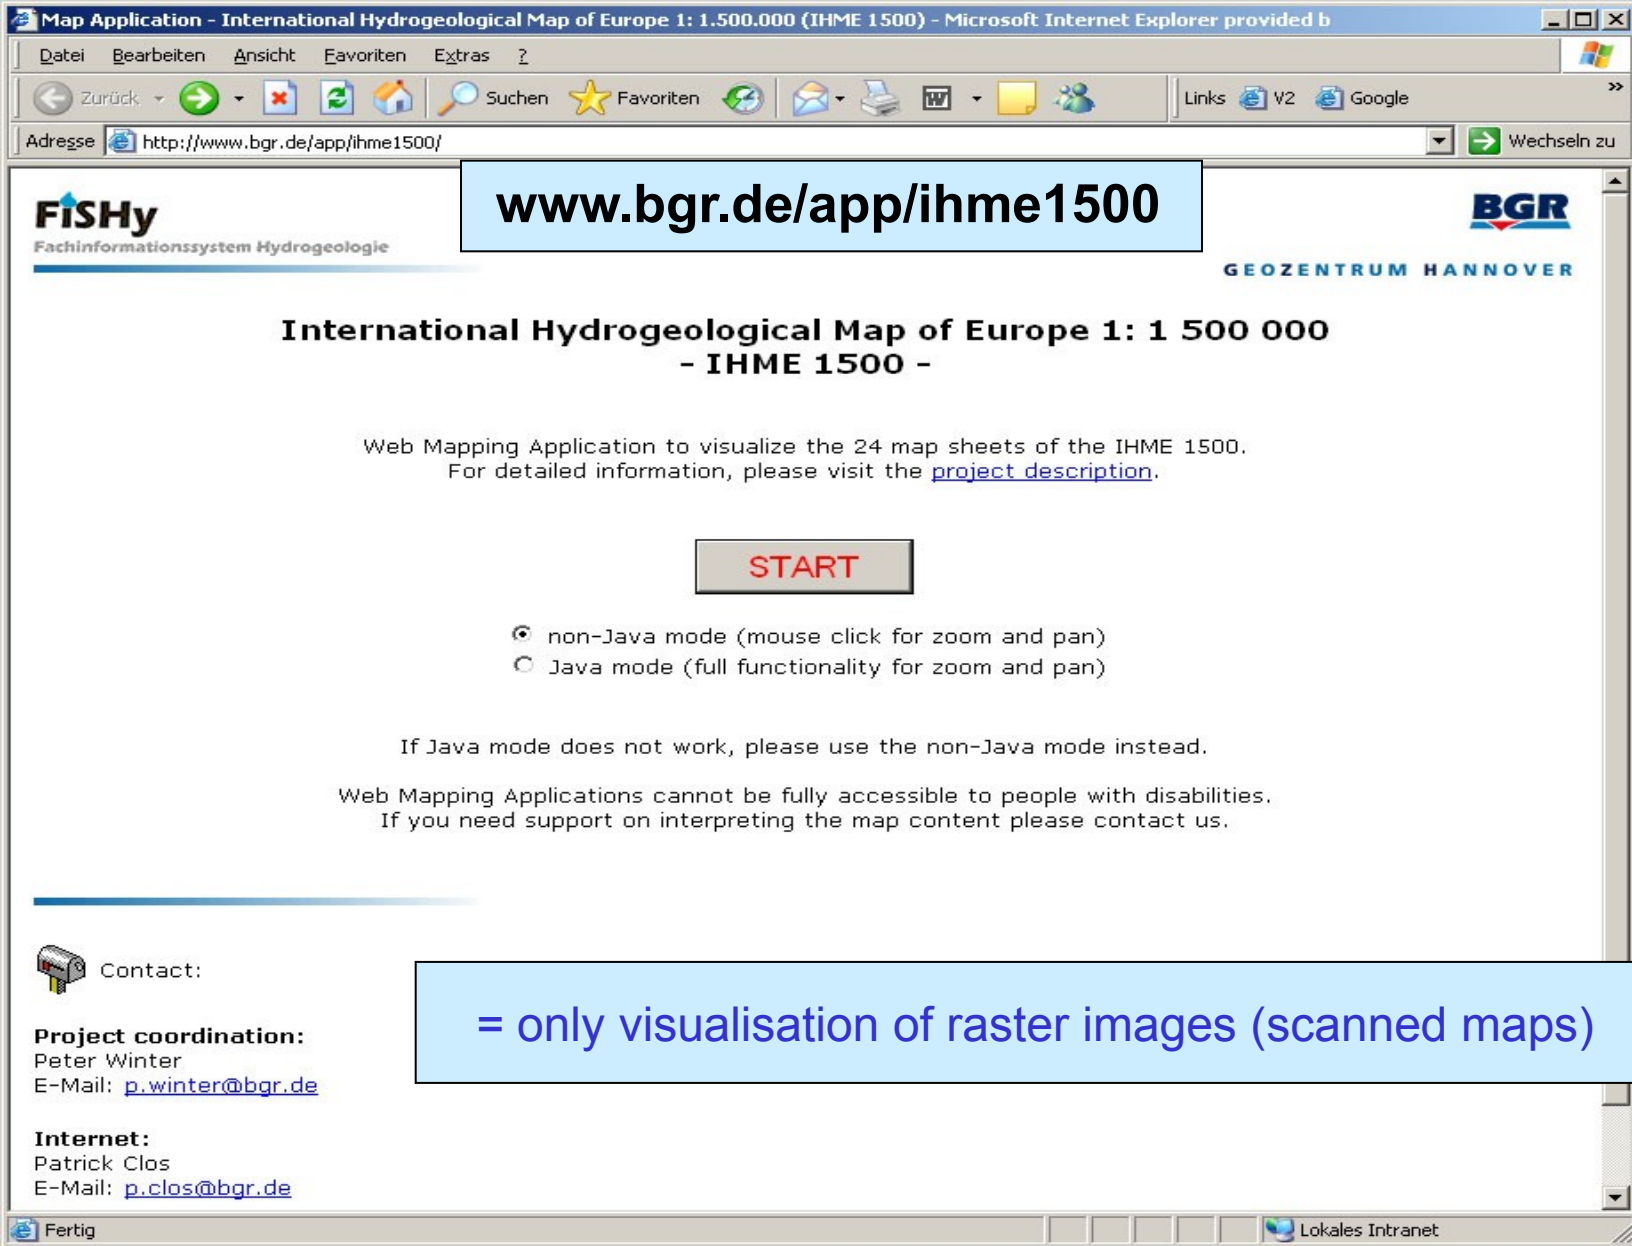 Map Application - International Hydrogeological Map of Europe 1: 1.500.000 (IHME 1500) - Microsoft Internet Explorer provided b
Datei Bearbeiten Ansicht Favoriten Extras ?
Zurück Suchen Favoriten Links V2 Google »
Adresse http://www.bgr.de/app/ihme1500/ Wechseln zu
www.bgr.de/app/ihme1500
FiSHy
Fachinformationssystem Hydrogeologie
BGR
GEOZENTRUM HANNOVER
International Hydrogeological Map of Europe 1: 1 500 000
- IHME 1500 -
Web Mapping Application to visualize the 24 map sheets of the IHME 1500.
For detailed information, please visit the project description.
START
non-Java mode (mouse click for zoom and pan)
Java mode (full functionality for zoom and pan)
If Java mode does not work, please use the non-Java mode instead.
Web Mapping Applications cannot be fully accessible to people with disabilities.
If you need support on interpreting the map content please contact us.
Contact:
= only visualisation of raster images (scanned maps)
Project coordination:
Peter Winter
E-Mail: p.winter@bgr.de
Internet:
Patrick Clos
E-Mail: p.clos@bgr.de
Fertig Lokales Intranet